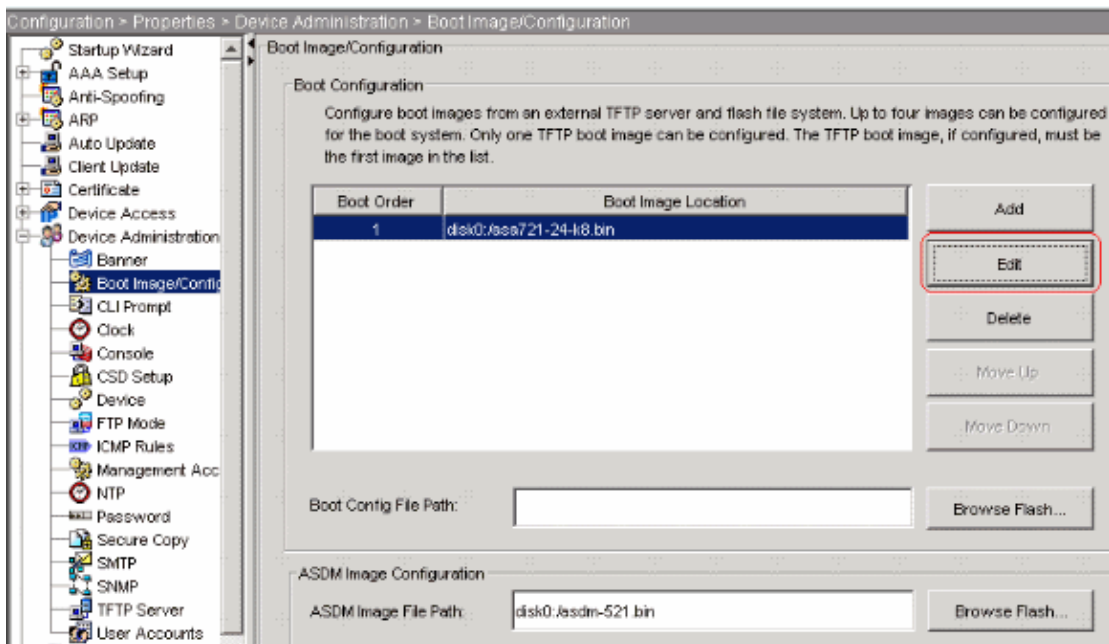 Configuration > Properties > Device Administration > Boot Image/Configuration
Startup Wizard
AAA Setup
Anti-Spoofing
ARP
Auto Update
Client Update
Certificate
Device Access
Device Administration
Banner
Boot Image/Config
CLI Prompt
Clock
Console
CSD Setup
Device
FTP Mode
ICMP Rules
Management Acc
NTP
Password
Secure Copy
SMTP
SNMP
TFTP Server
User Accounts
Boot Image/Configuration
Boot Configuration
Configure boot images from an external TFTP server and flash file system. Up to four images can be configured
for the boot system. Only one TFTP boot image can be configured. The TFTP boot image, if configured, must be
the first image in the list.
Boot Order Boot Image Location
1 disk0:/asa721-24-k8.bin
Add
Edit
Delete
Move Up
Move Down
Boot Config File Path:
Browse Flash...
ASDM Image Configuration
ASDM Image File Path: disk0:/asdm-521.bin
Browse Flash...